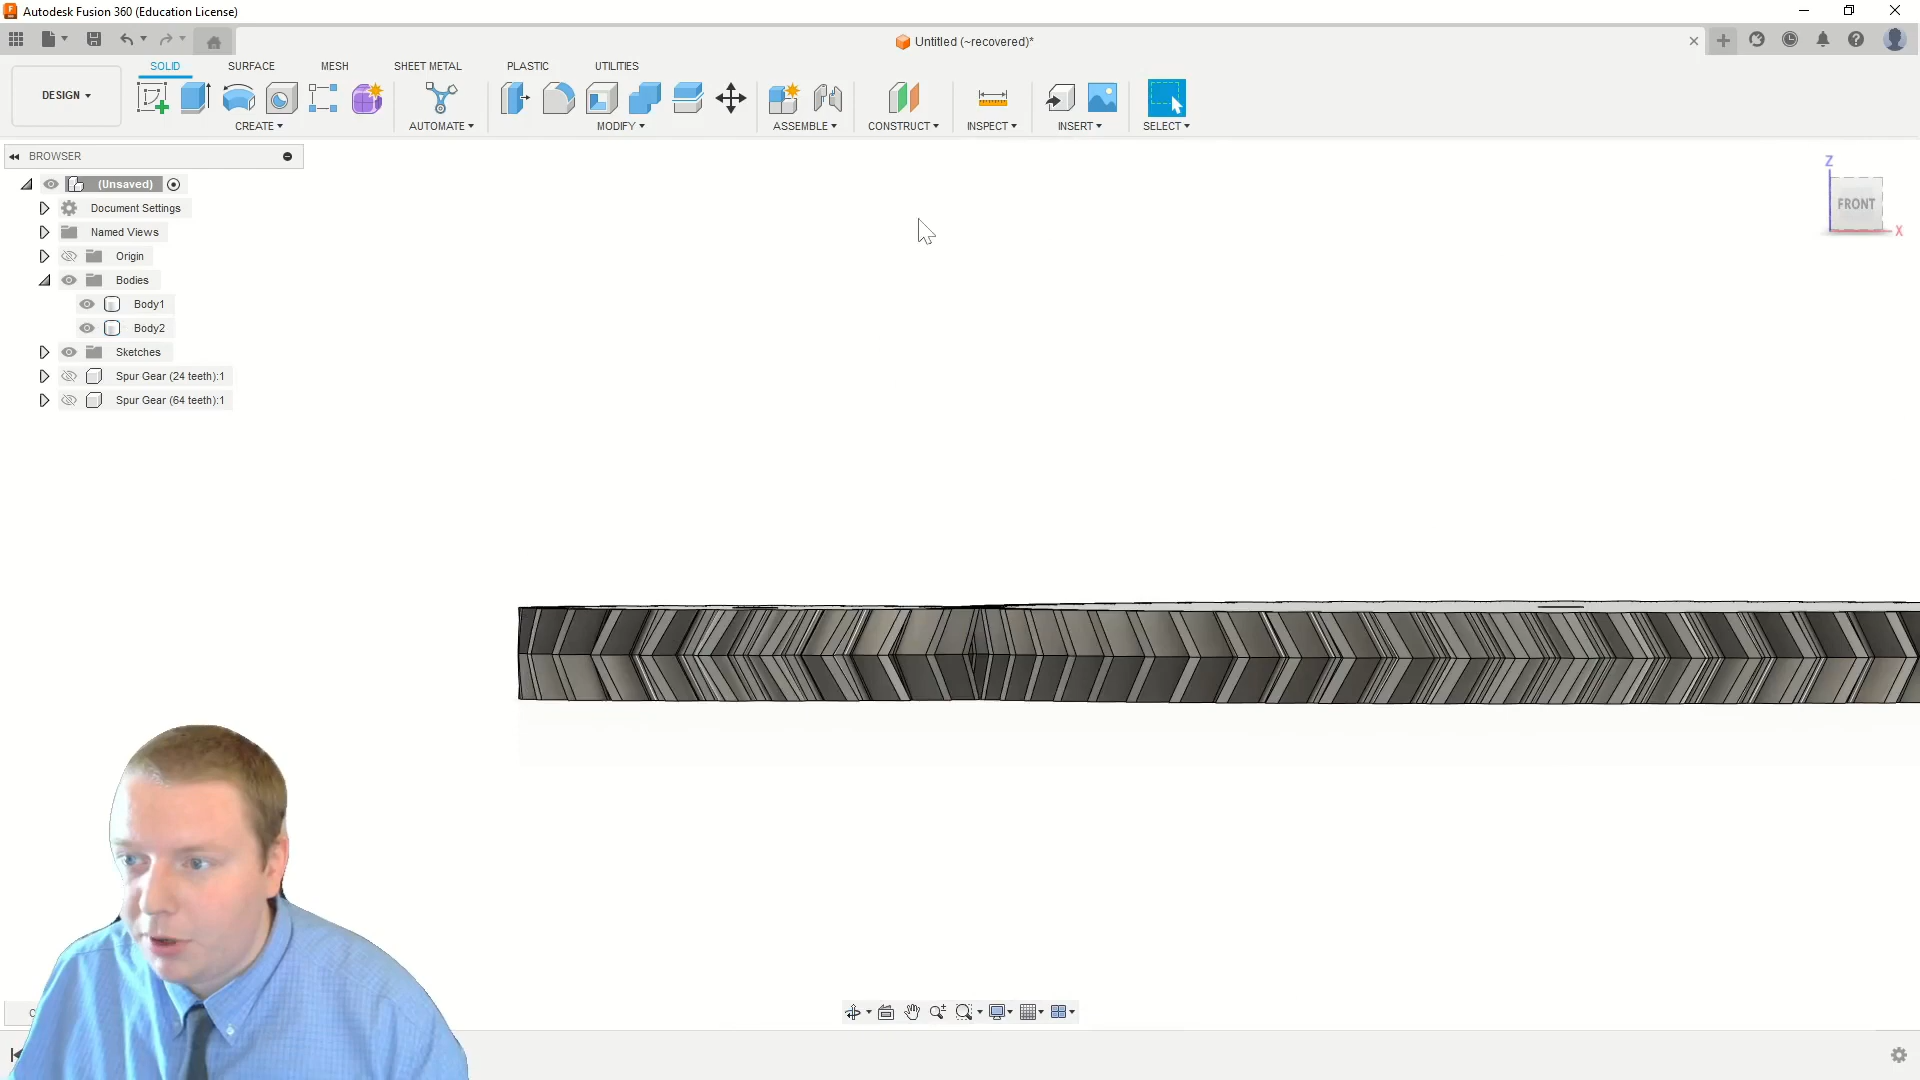 Autodesk Fusion 360 (Education License)
Untitled (~recovered)*
SOLID SURFACE MESH SHEET METAL PLASTIC UTILITIES
DESIGN
CREATE AUTOMATE MODIFY ASSEMBLE CONSTRUCT INSPECT INSERT SELECT
BROWSER
(Unsaved)
Document Settings
Named Views
Origin
Bodies
Body1
Body2
Sketches
Spur Gear (24 teeth):1
Spur Gear (64 teeth):1
Z
FRONT
X